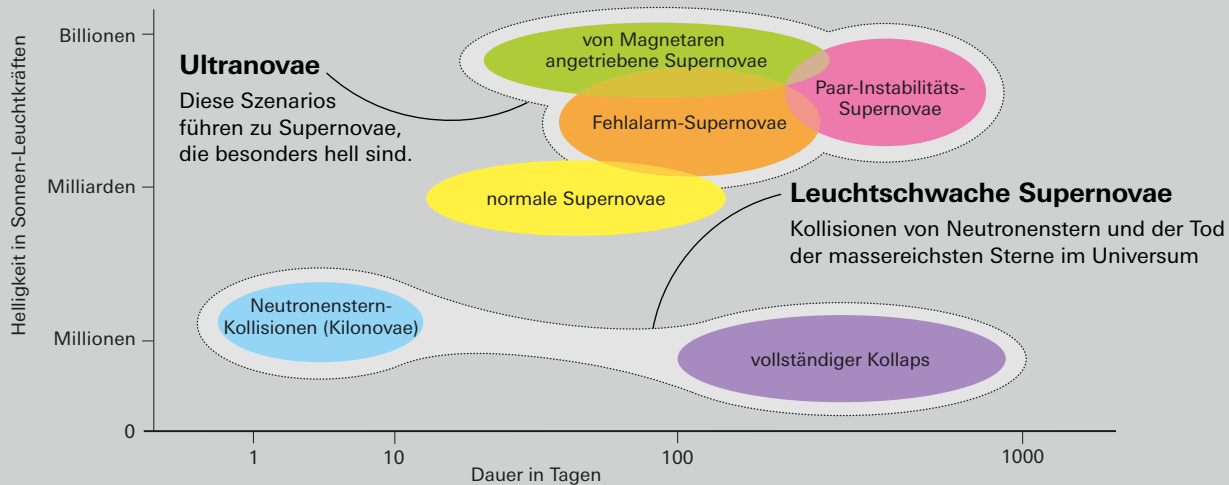 Helligkeit in Sonnen-Leuchtkräften
Billionen
Milliarden
Millionen
0
Ultranovae
Diese Szenarios
führen zu Supernovae,
die besonders hell sind.
von Magnetaren
angetriebene Supernovae
Paar-Instabilitäts-
Supernovae
Fehlalarm-Supernovae
normale Supernovae
Leuchtschwache Supernovae
Kollisionen von Neutronenstern und der Tod
der massereichsten Sterne im Universum
Neutronenstern-
Kollisionen (Kilonovae)
vollständiger Kollaps
1
10
100
1000
Dauer in Tagen